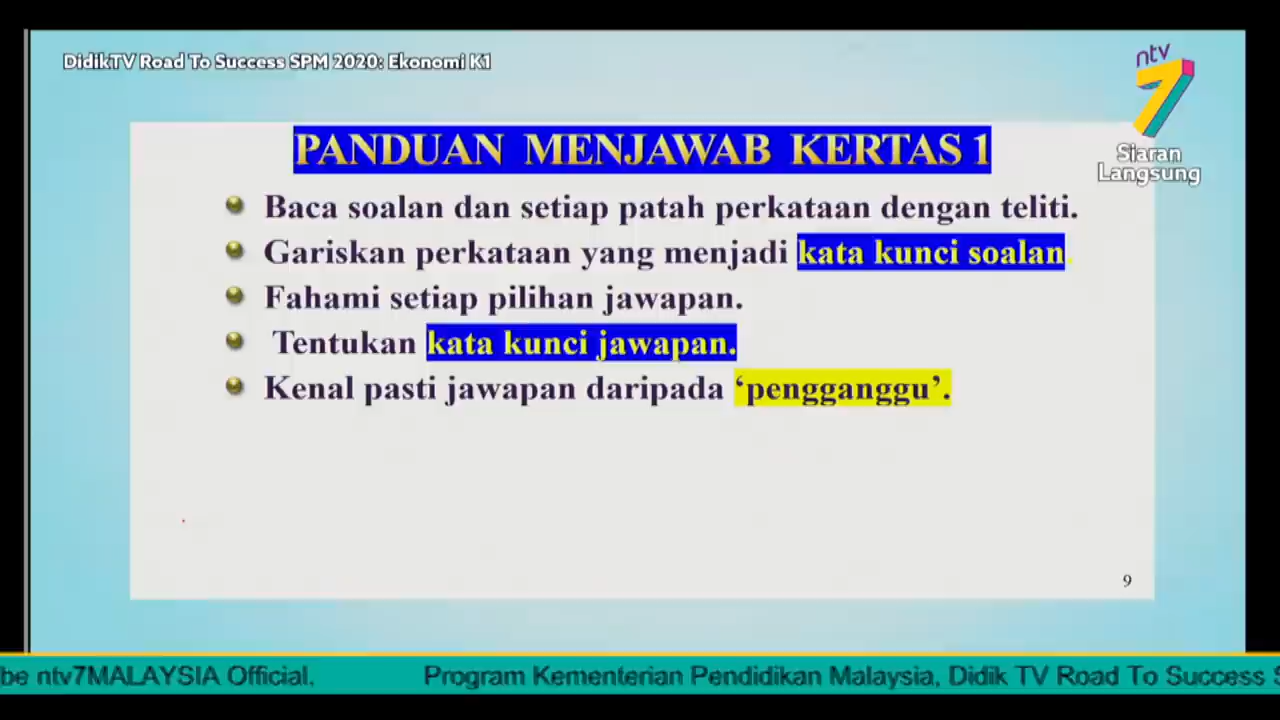 DidikTV Road To Success SPM 2020: Ekonomi K1
ntv
7
Siaran
Langsung
PANDUAN MENJAWAB KERTAS 1
Baca soalan dan setiap patah perkataan dengan teliti.
Gariskan perkataan yang menjadi kata kunci soalan.
Fahami setiap pilihan jawapan.
Tentukan kata kunci jawapan.
Kenal pasti jawapan daripada ‘pengganggu’.
9
be ntv7MALAYSIA Official. Program Kementerian Pendidikan Malaysia, Didik TV Road To Success S